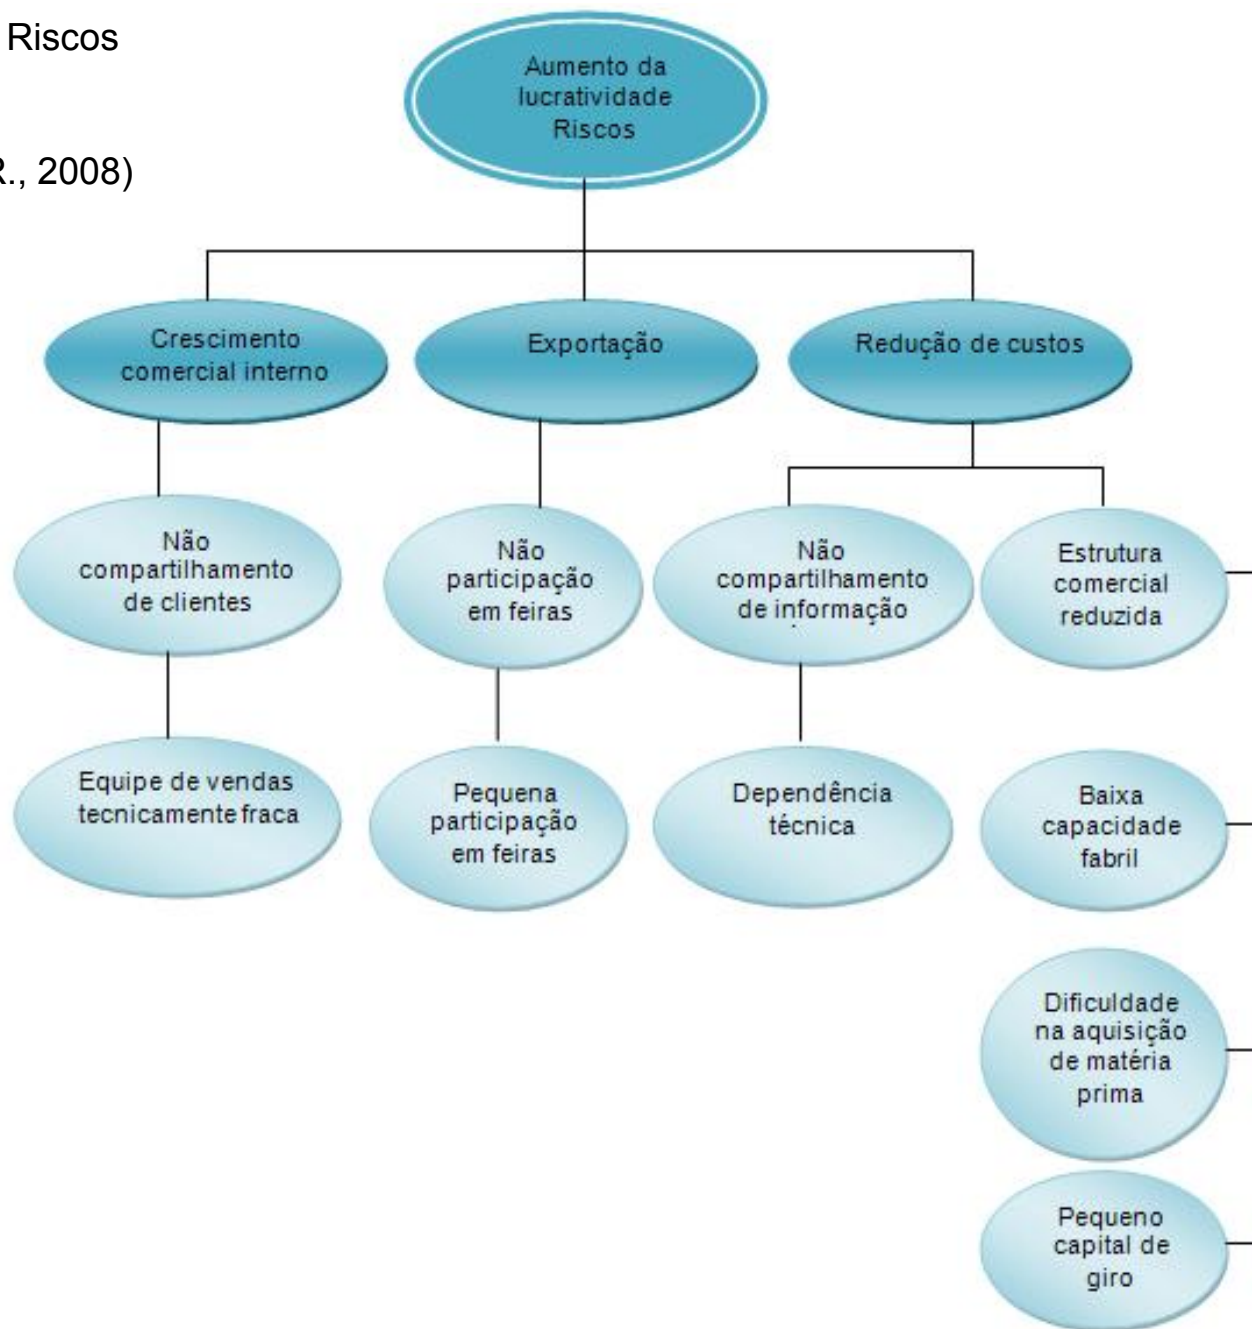 Riscos
R., 2008)
Aumento da
lucratividade
Riscos
Crescimento
comercial interno
Exportação
Redução de custos
Não
compartilhamento
de clientes
Não
participação
em feiras
Não
compartilhamento
de informação
Estrutura
comercial
reduzida
Equipe de vendas
tecnicamente fraca
Pequena
participação
em feiras
Dependência
técnica
Baixa
capacidade
fabril
Dificuldade
na aquisição
de matéria
prima
Pequeno
capital de
giro